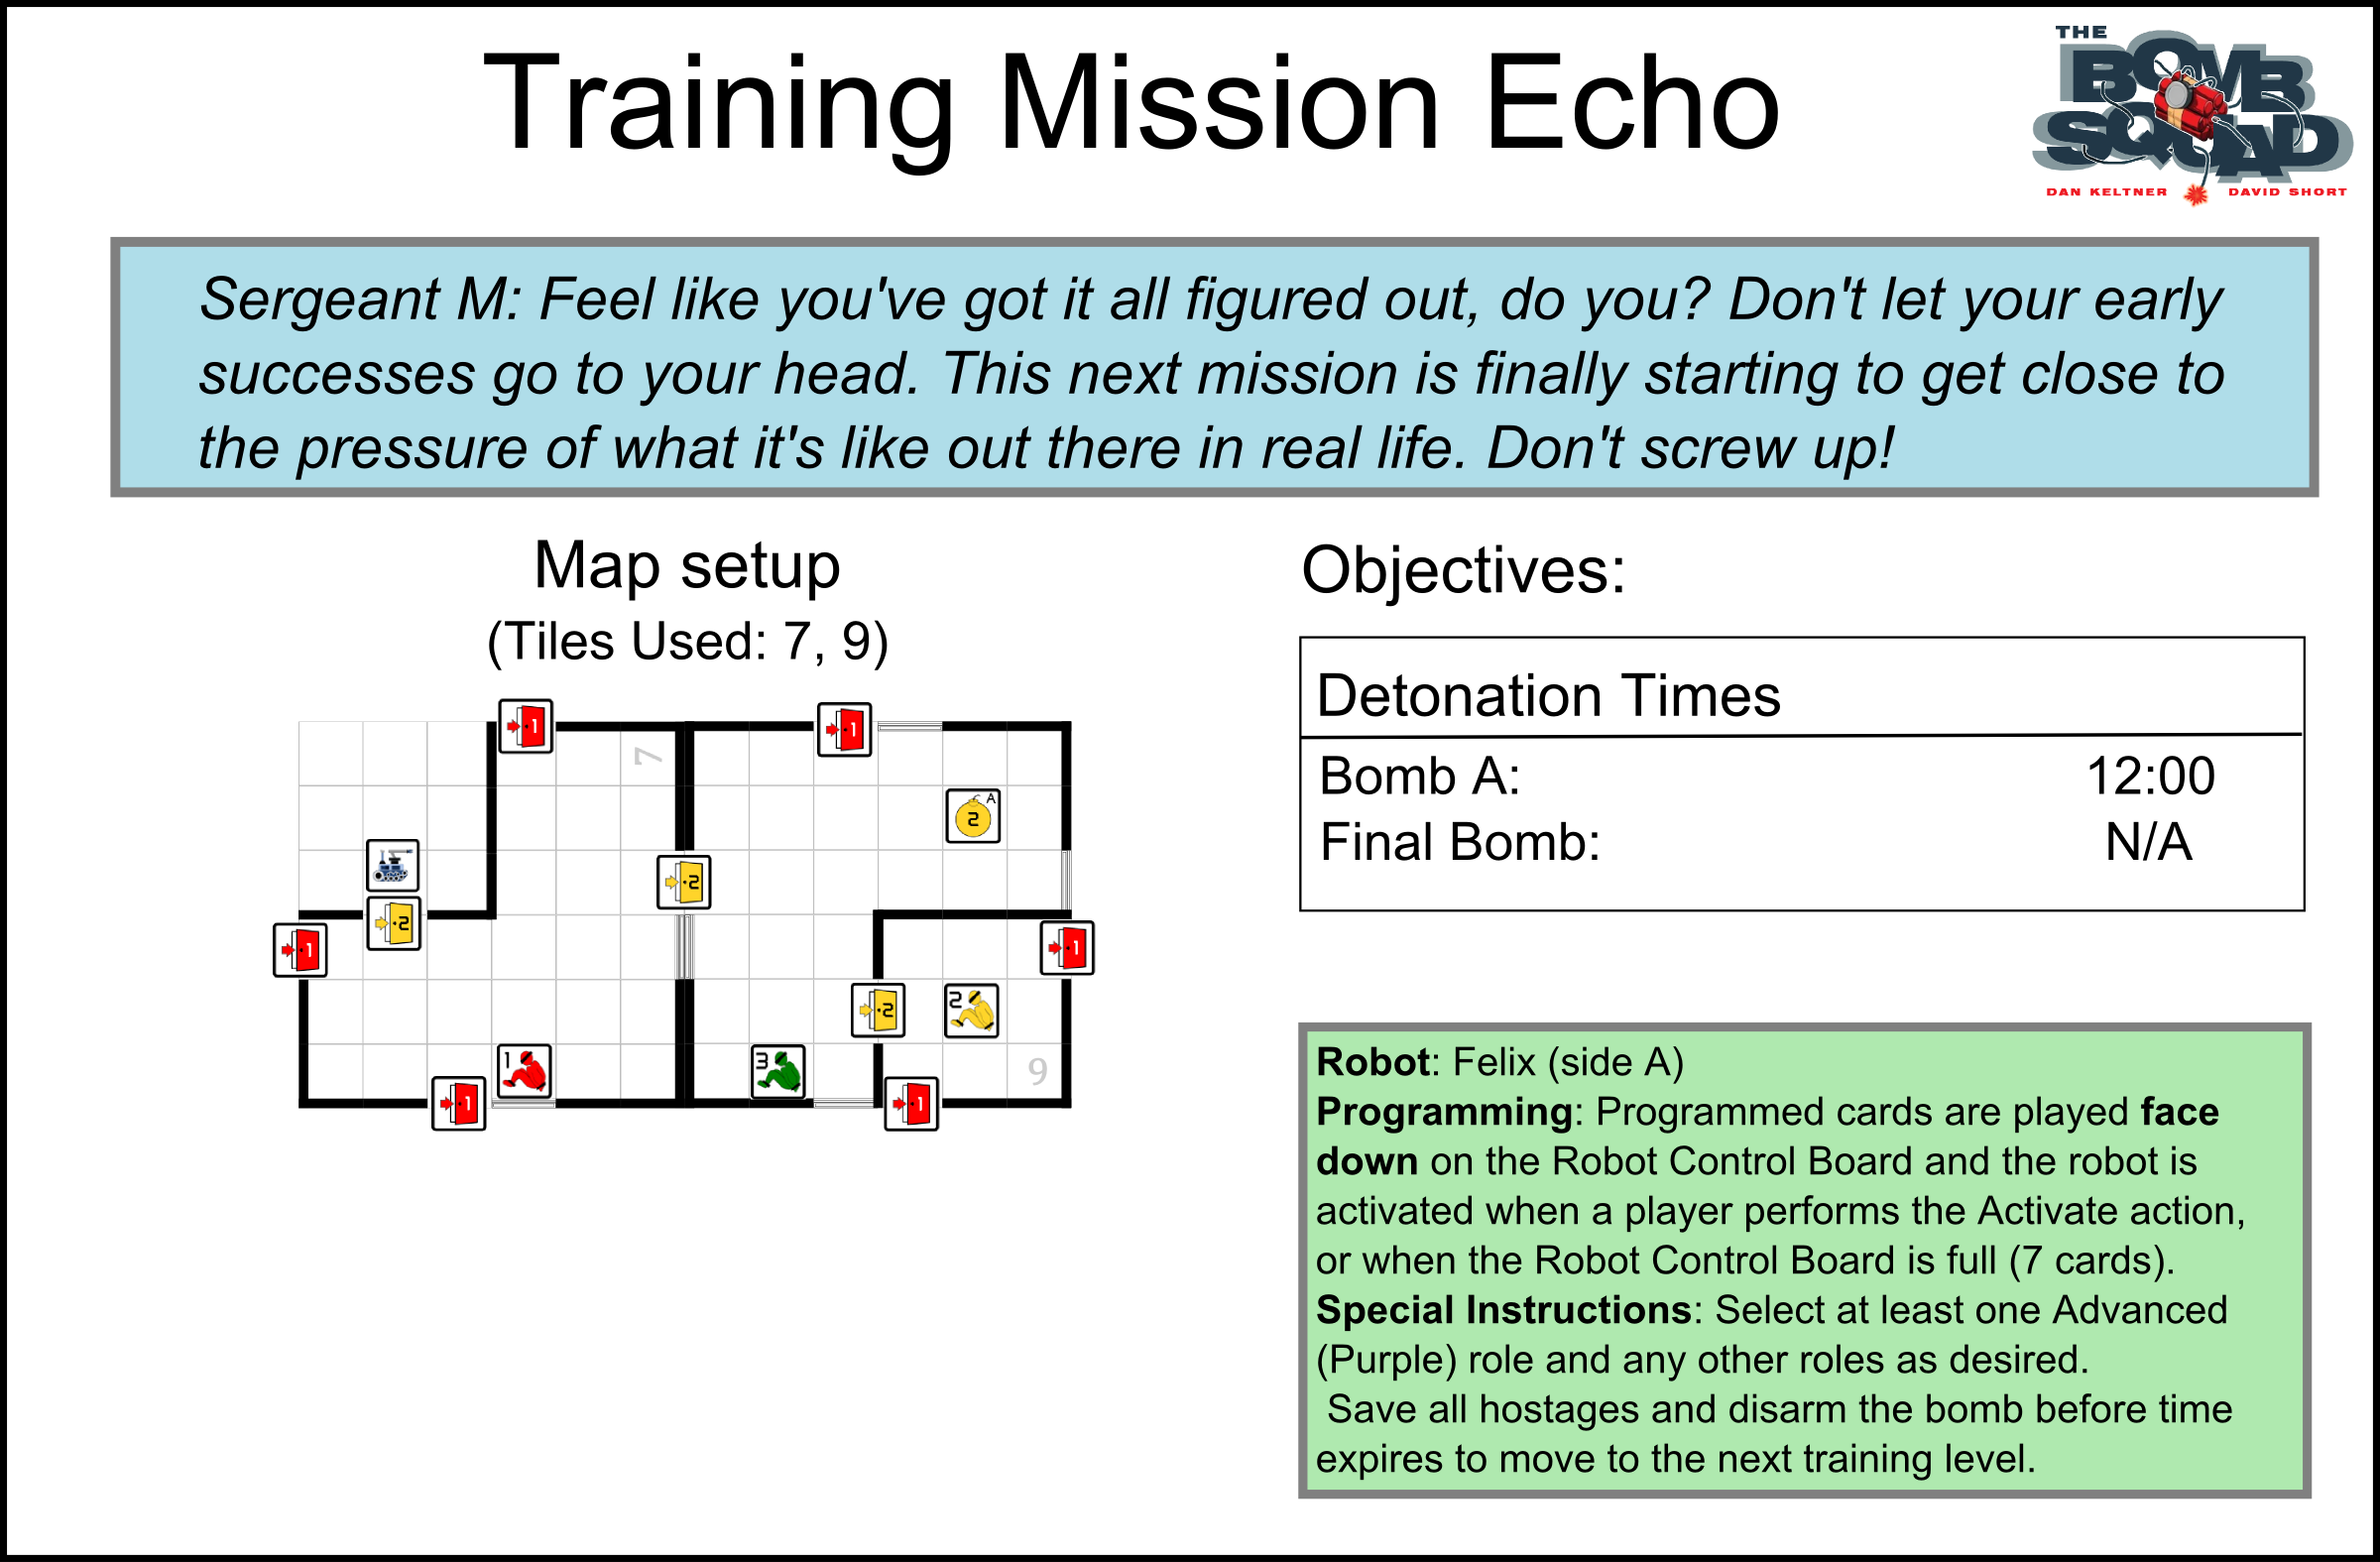 Training Mission Echo
THE
BOMB
SQUAD
DAN KELTNER DAVID SHORT
Sergeant M: Feel like you've got it all figured out, do you? Don't let your early
successes go to your head. This next mission is finally starting to get close to
the pressure of what it's like out there in real life. Don't screw up!
Map setup
(Tiles Used: 7, 9)
1
1
7
A
2
2
2
1
1
2
2
1
3
9
1
1
Objectives:
Detonation Times
Bomb A: 12:00
Final Bomb: N/A
Robot: Felix (side A)
Programming: Programmed cards are played face
down on the Robot Control Board and the robot is
activated when a player performs the Activate action,
or when the Robot Control Board is full (7 cards).
Special Instructions: Select at least one Advanced
(Purple) role and any other roles as desired.
Save all hostages and disarm the bomb before time
expires to move to the next training level.